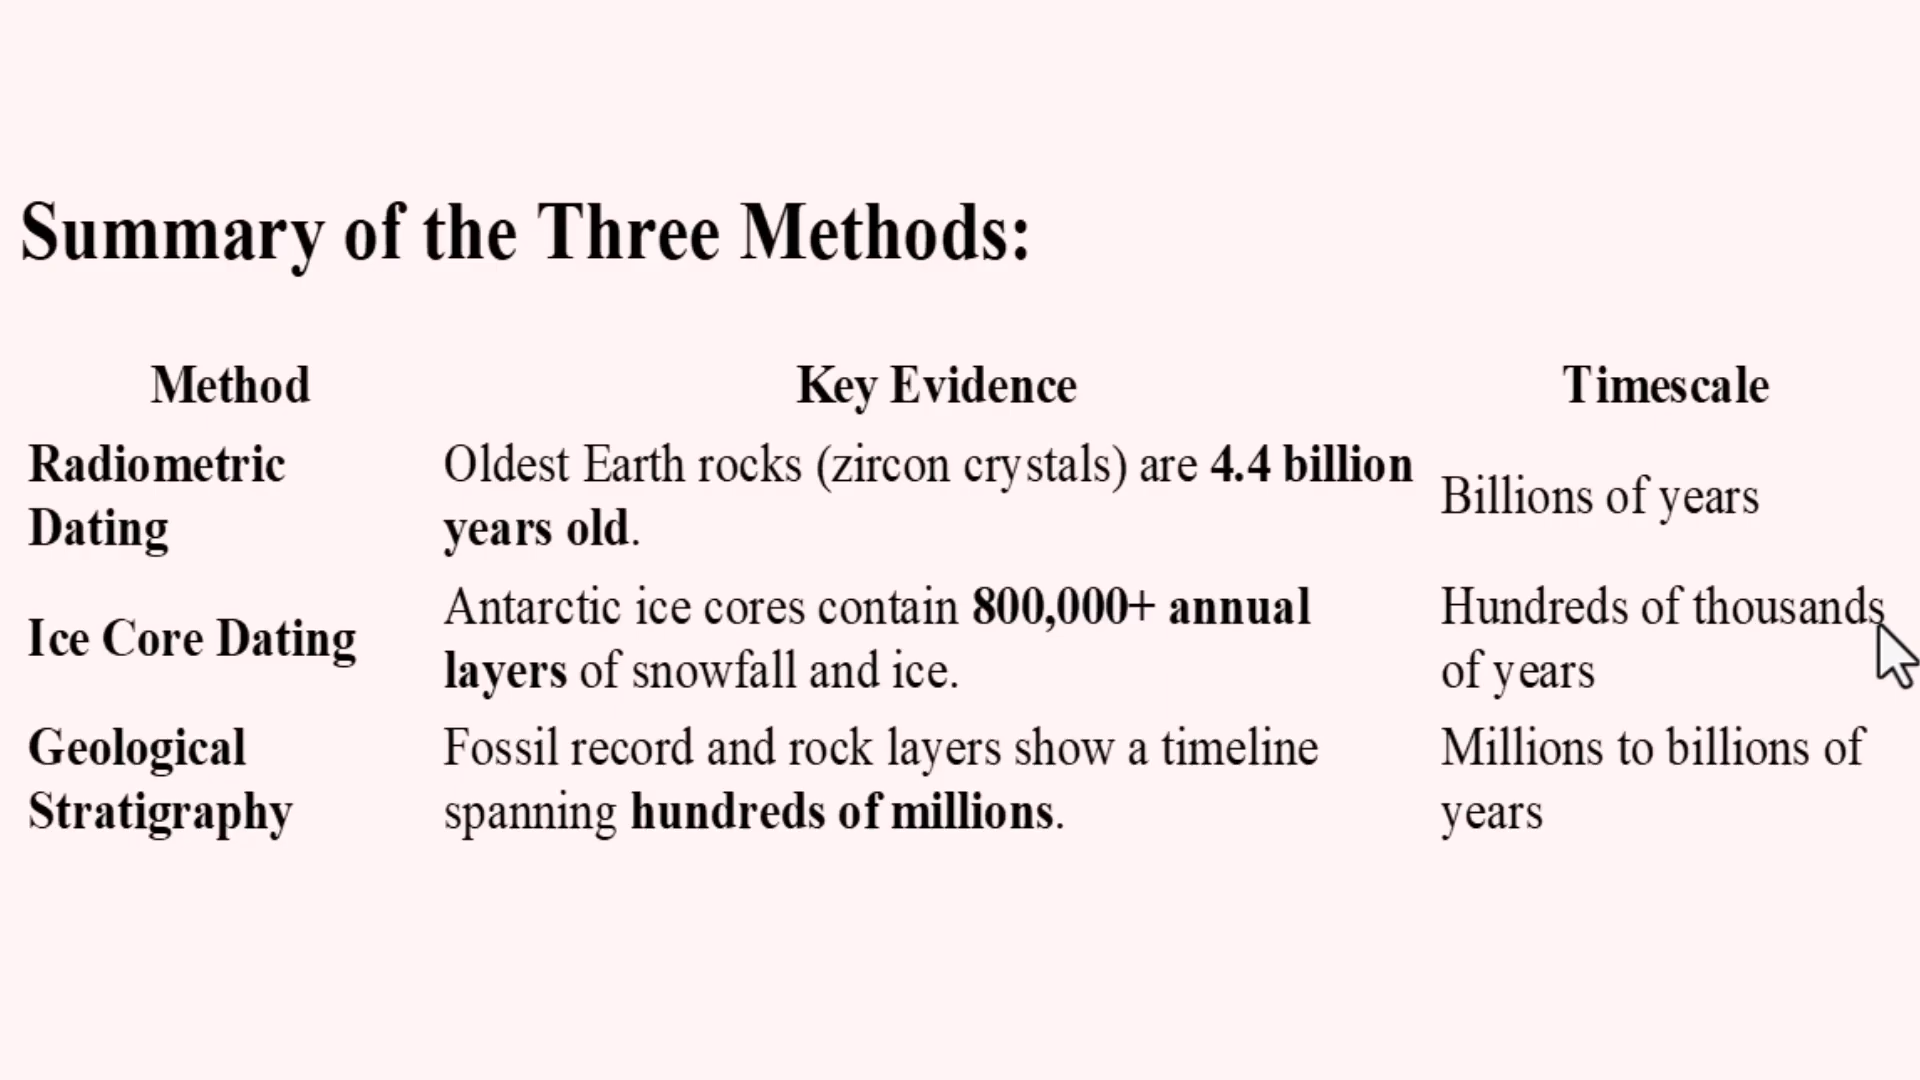 Summary of the Three Methods:
Method Key Evidence Timescale
Radiometric Dating
Oldest Earth rocks (zircon crystals) are 4.4 billion
years old.
Billions of years
Ice Core Dating
Antarctic ice cores contain 800,000+ annual
layers of snowfall and ice.
Hundreds of thousands
of years
Geological
Stratigraphy
Fossil record and rock layers show a timeline
spanning hundreds of millions.
Millions to billions of
years